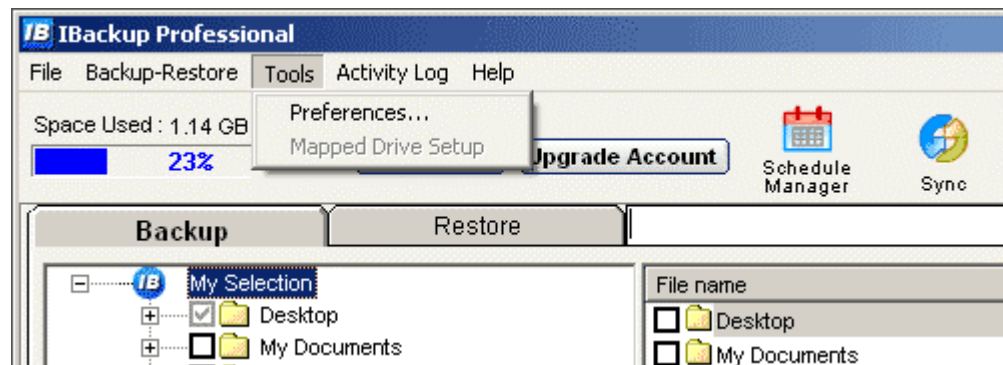 IB IBackup Professional
File Backup-Restore Tools Activity Log Help
Preferences...
Mapped Drive Setup
Space Used : 1.14 GB
23%
Upgrade Account
Schedule
Manager
Sync
Backup
Restore
IB My Selection
Desktop
My Documents
File name
Desktop
My Documents